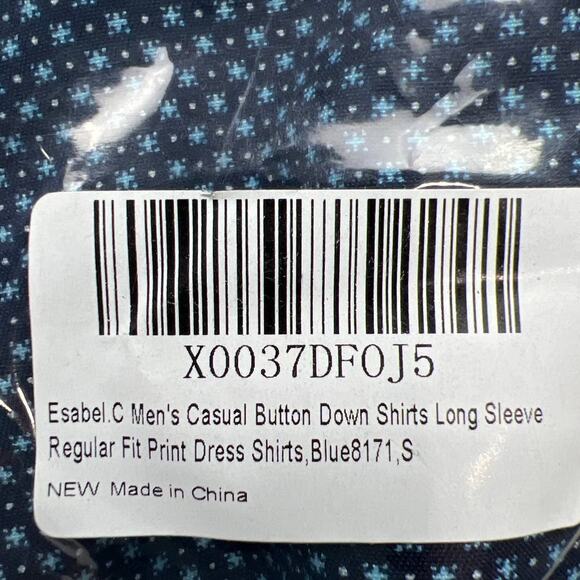 X0037DFOJ5
Esabel.C Men's Casual Button Down Shirts Long Sleeve
Regular Fit Print Dress Shirts,Blue8171,S
NEW Made in China